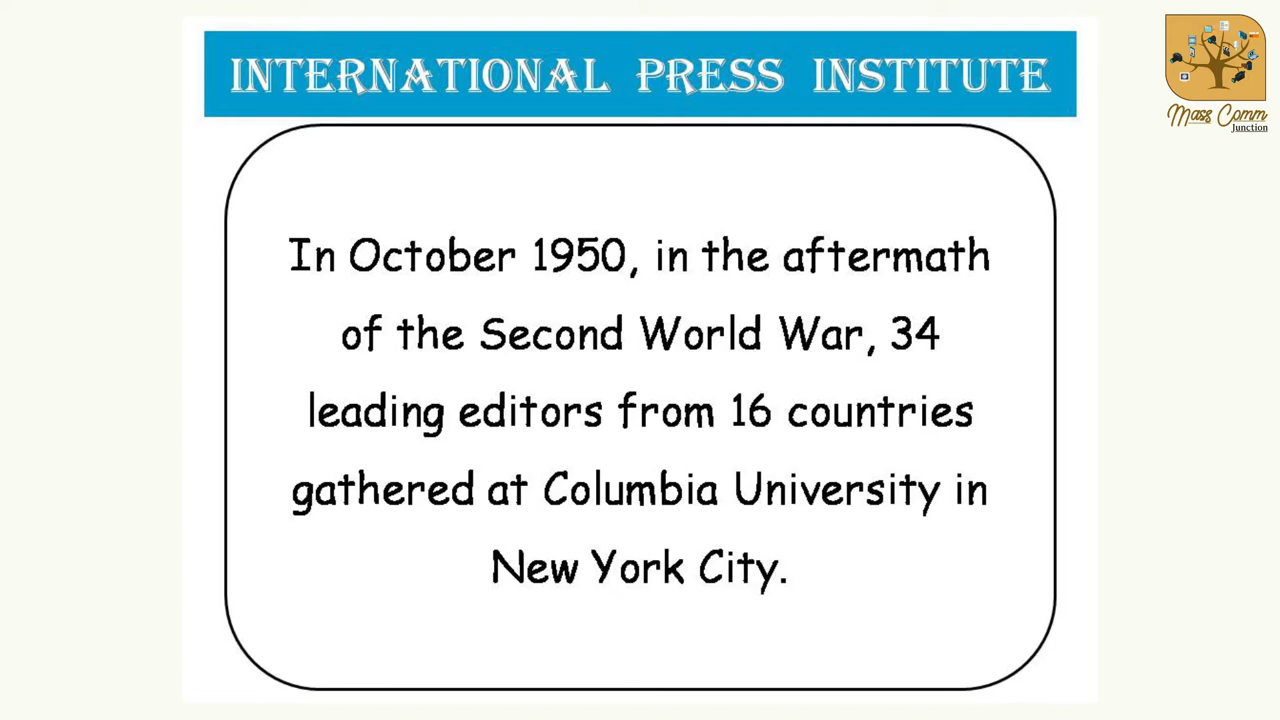 INTERNATIONAL PRESS INSTITUTE
Mass Comm
Junction
In October 1950, in the aftermath
of the Second World War, 34
leading editors from 16 countries
gathered at Columbia University in
New York City.